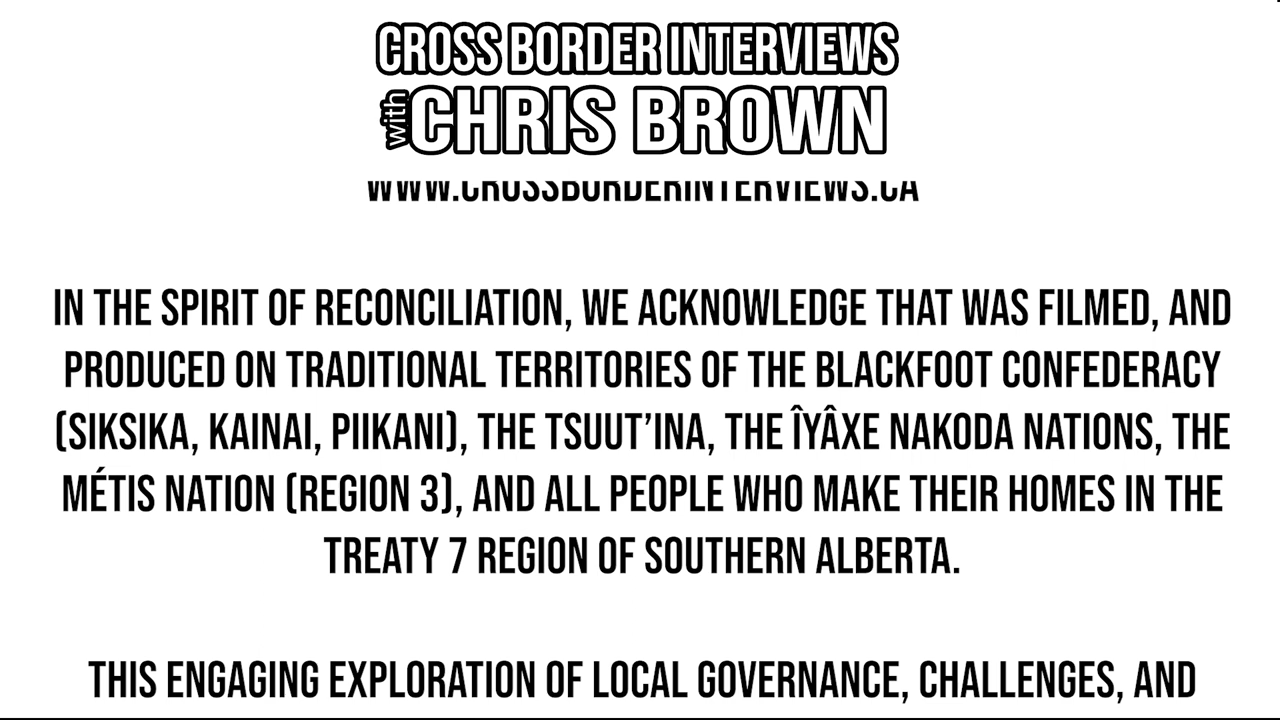 CROSS BORDER INTERVIEWS
with CHRIS BROWN
WWW.CROSSBORDERINTERVIEWS.CA
IN THE SPIRIT OF RECONCILIATION, WE ACKNOWLEDGE THAT WAS FILMED, AND
PRODUCED ON TRADITIONAL TERRITORIES OF THE BLACKFOOT CONFEDERACY
(SIKSIKA, KAINAI, PIIKANI), THE TSUUT’INA, THE ÎYÂXE NAKODA NATIONS, THE
MÉTIS NATION (REGION 3), AND ALL PEOPLE WHO MAKE THEIR HOMES IN THE
TREATY 7 REGION OF SOUTHERN ALBERTA.
THIS ENGAGING EXPLORATION OF LOCAL GOVERNANCE, CHALLENGES, AND